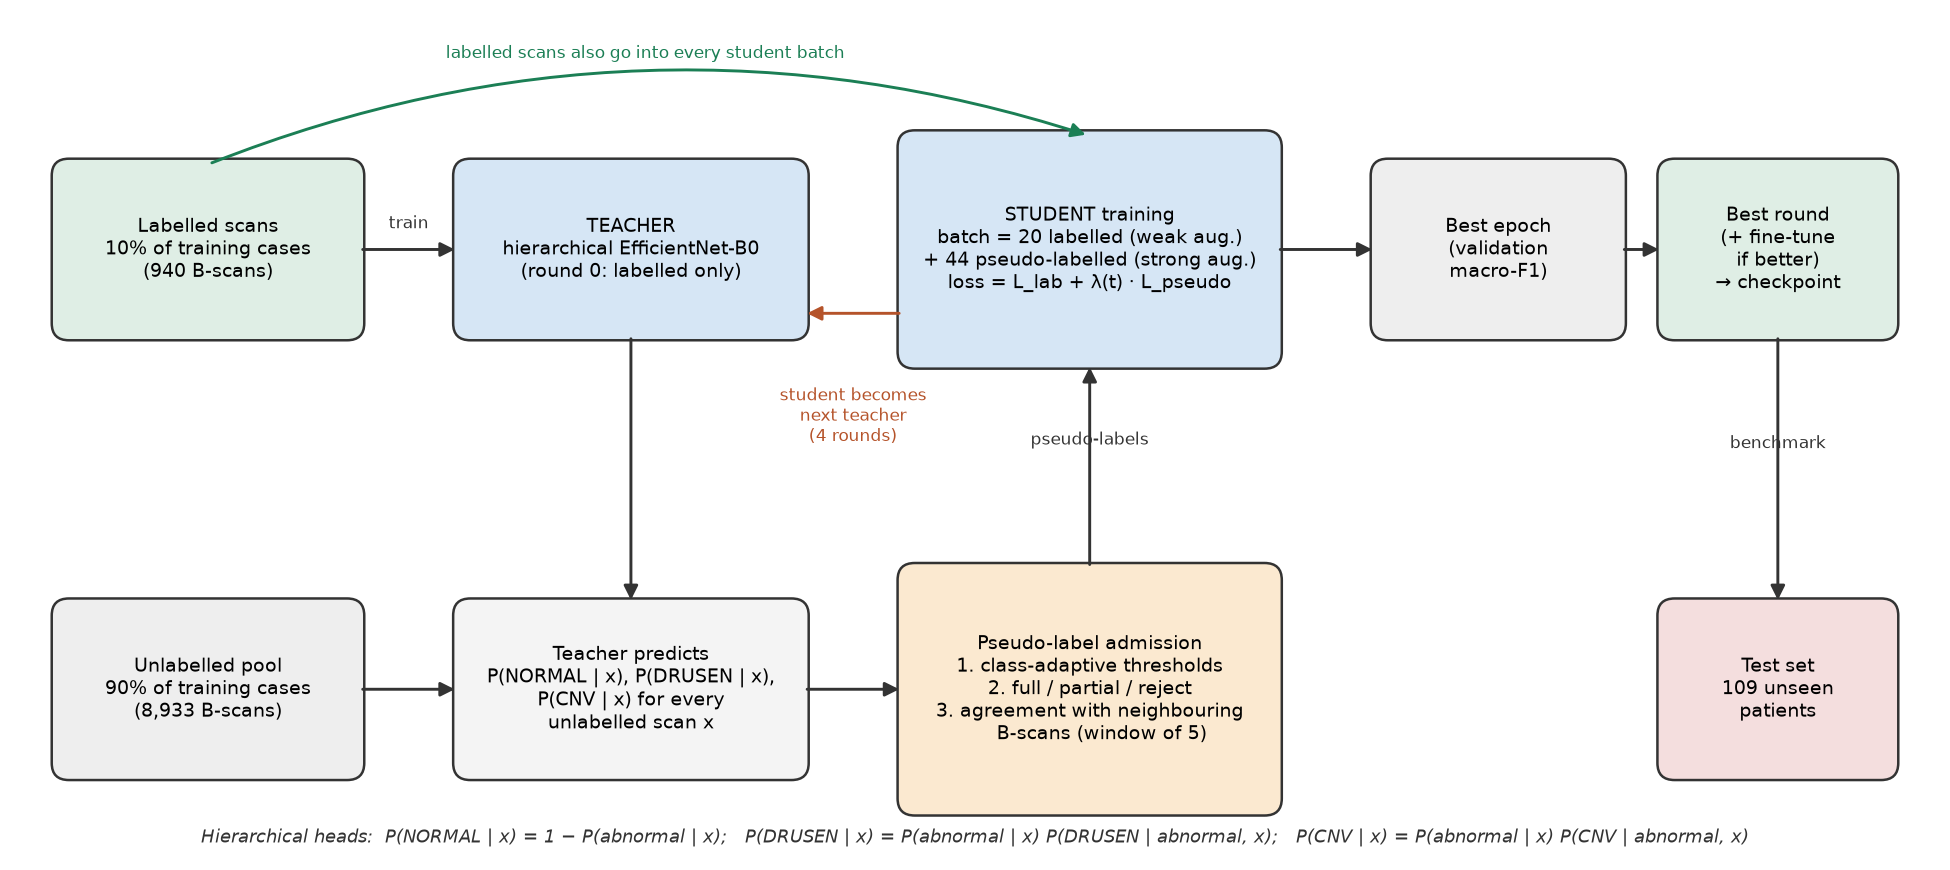 labelled scans also go into every student batch
Labelled scans
10% of training cases
(940 B-scans)
train
TEACHER
hierarchical EfficientNet-B0
(round 0: labelled only)
STUDENT training
batch = 20 labelled (weak aug.)
+ 44 pseudo-labelled (strong aug.)
loss = L_lab + λ(t) · L_pseudo
Best epoch
(validation
macro-F1)
Best round
(+ fine-tune
if better)
→ checkpoint
student becomes
next teacher
(4 rounds)
pseudo-labels
benchmark
Unlabelled pool
90% of training cases
(8,933 B-scans)
Teacher predicts
P(NORMAL | x), P(DRUSEN | x),
P(CNV | x) for every
unlabelled scan x
Pseudo-label admission
1. class-adaptive thresholds
2. full / partial / reject
3. agreement with neighbouring
B-scans (window of 5)
Test set
109 unseen
patients
Hierarchical heads: P(NORMAL | x) = 1 − P(abnormal | x); P(DRUSEN | x) = P(abnormal | x) P(DRUSEN | abnormal, x); P(CNV | x) = P(abnormal | x) P(CNV | abnormal, x)